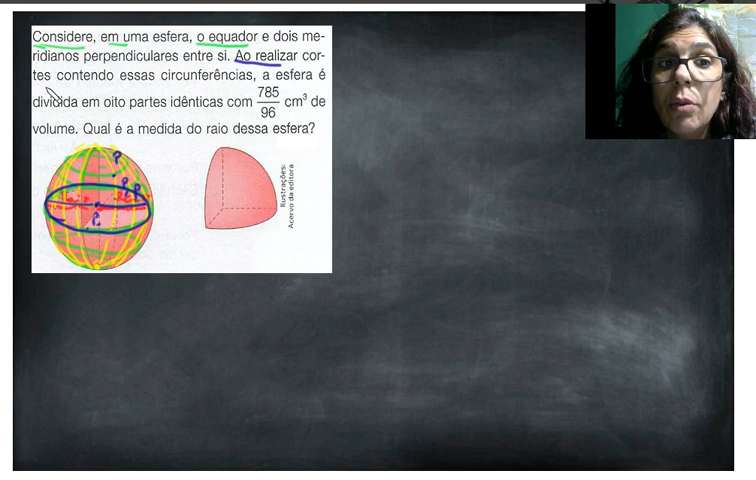 Considere, em uma esfera, o equador e dois me-
ridianos perpendiculares entre si. Ao realizar cor-
tes contendo essas circunferências, a esfera é
dividida em oito partes idênticas com 785/96 cm³ de
volume. Qual é a medida do raio dessa esfera?
Ilustrações:
Acervo da editora